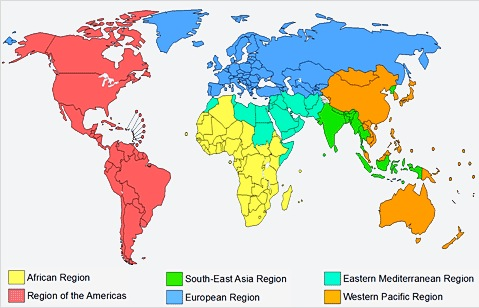 African Region
South-East Asia Region
Eastern Mediterranean Region
Region of the Americas
European Region
Western Pacific Region